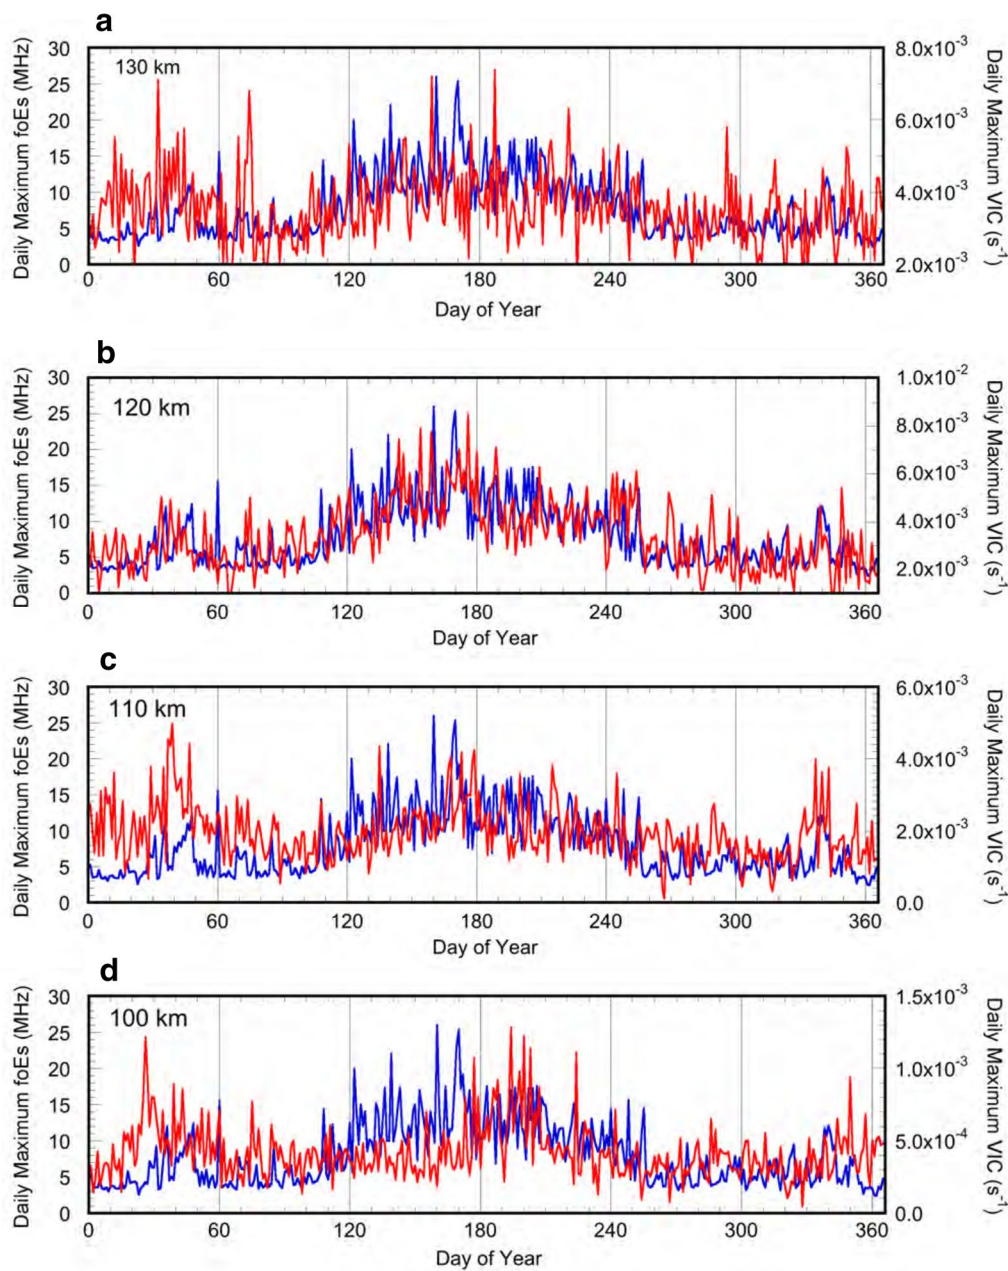 a
130 km
Daily Maximum foEs (MHz)
30
25
20
15
10
5
0
8.0x10⁻³
6.0x10⁻³
4.0x10⁻³
2.0x10⁻³
Daily Maximum VIC (s⁻¹)
0 60 120 180 240 300 360
Day of Year
b
120 km
Daily Maximum foEs (MHz)
30
25
20
15
10
5
0
1.0x10⁻²
8.0x10⁻³
6.0x10⁻³
4.0x10⁻³
2.0x10⁻³
Daily Maximum VIC (s⁻¹)
0 60 120 180 240 300 360
Day of Year
c
110 km
Daily Maximum foEs (MHz)
30
25
20
15
10
5
0
6.0x10⁻³
4.0x10⁻³
2.0x10⁻³
0.0
Daily Maximum VIC (s⁻¹)
0 60 120 180 240 300 360
Day of Year
d
100 km
Daily Maximum foEs (MHz)
30
25
20
15
10
5
0
1.5x10⁻³
1.0x10⁻³
5.0x10⁻⁴
0.0
Daily Maximum VIC (s⁻¹)
0 60 120 180 240 300 360
Day of Year